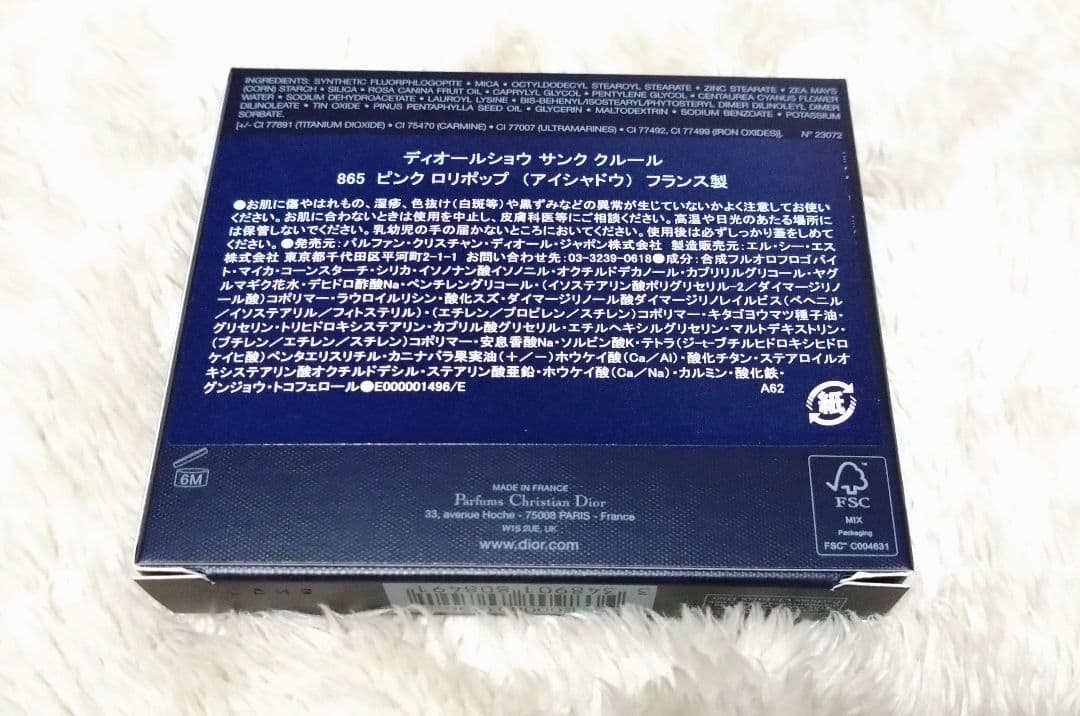 INGREDIENTS: SYNTHETIC FLUORPHLOGOPITE • MICA • OCTYLDODECYL STEAROYL STEARATE • ZINC STEARATE • ZEA MAYS
(CORN) STARCH • SILICA • ROSA CANINA FRUIT OIL • CAPRYLYL GLYCOL • PENTYLENE GLYCOL • CENTAUREA CYANUS FLOWER
WATER • SODIUM DEHYDROACETATE • LAUROYL LYSINE • BIS-BEHENYL/ISOSTEARYL/PHYTOSTERYL DIMER DILINOLEYL DIMER
DILINOLEATE • TIN OXIDE • PINUS PENTAPHYLLA SEED OIL • GLYCERIN • MALTODEXTRIN • SODIUM BENZOATE • POTASSIUM
SORBATE.
[+/- CI 77891 (TITANIUM DIOXIDE) • CI 75470 (CARMINE) • CI 77007 (ULTRAMARINES) • CI 77492, CI 77499 (IRON OXIDES)]. N° 23072
ディオールショウ サンク クルール
865 ピンク ロリポップ (アイシャドウ) フランス製
●お肌に傷やはれもの、湿疹、色抜け(白斑等)や黒ずみなどの異常が生じていないかよく注意してお使い
ください。お肌に合わないときは使用を中止し、皮膚科医等にご相談ください。高温や日光のあたる場所に
は保管しないでください。乳幼児の手の届かないところにおいてください。使用後は必ずしっかり蓋をしめて
ください。●発売元:パルファン・クリスチャン・ディオール・ジャポン株式会社 製造販売元:エル・シー・エス
株式会社 東京都千代田区平河町2-1-1 お問い合わせ先:03-3239-0618●成分:合成フルオロフロゴパイ
ト・マイカ・コーンスターチ・シリカ・イソノナン酸イソノニル・オクチルドデカノール・カプリリルグリコール・ヤグ
ルマギク花水・デヒドロ酢酸Na・ペンチレングリコール・(イソステアリン酸ポリグリセリル-2/ダイマージリノ
ール酸)コポリマー・ラウロイルリシン・酸化スズ・ダイマージリノール酸ダイマージリノレイルビス(ベヘニル
/イソステアリル/フィトステリル)・(エチレン/プロピレン/スチレン)コポリマー・キタゴヨウマツ種子油・
グリセリン・トリヒドロキシステアリン・カプリル酸グリセリル・エチルヘキシルグリセリン・マルトデキストリン・
(ブチレン/エチレン/スチレン)コポリマー・安息香酸Na・ソルビン酸K・テトラ(ジ-t-ブチルヒドロキシヒドロ
ケイヒ酸)ペンタエリスリチル・カニナバラ果実油(+/-)ホウケイ酸(Ca/Al)・酸化チタン・ステアロイルオ
キシステアリン酸オクチルドデシル・ステアリン酸亜鉛・ホウケイ酸(Ca/Na)・カルミン・酸化鉄・
グンジョウ・トコフェロール●E000001496/E A62
紙
6M
MADE IN FRANCE
Parfums Christian Dior
33, avenue Hoche - 75008 PARIS - France
W1S 2UE, UK
www.dior.com
FSC™
MIX
Packaging
FSC™ C004631
3 348901 808491